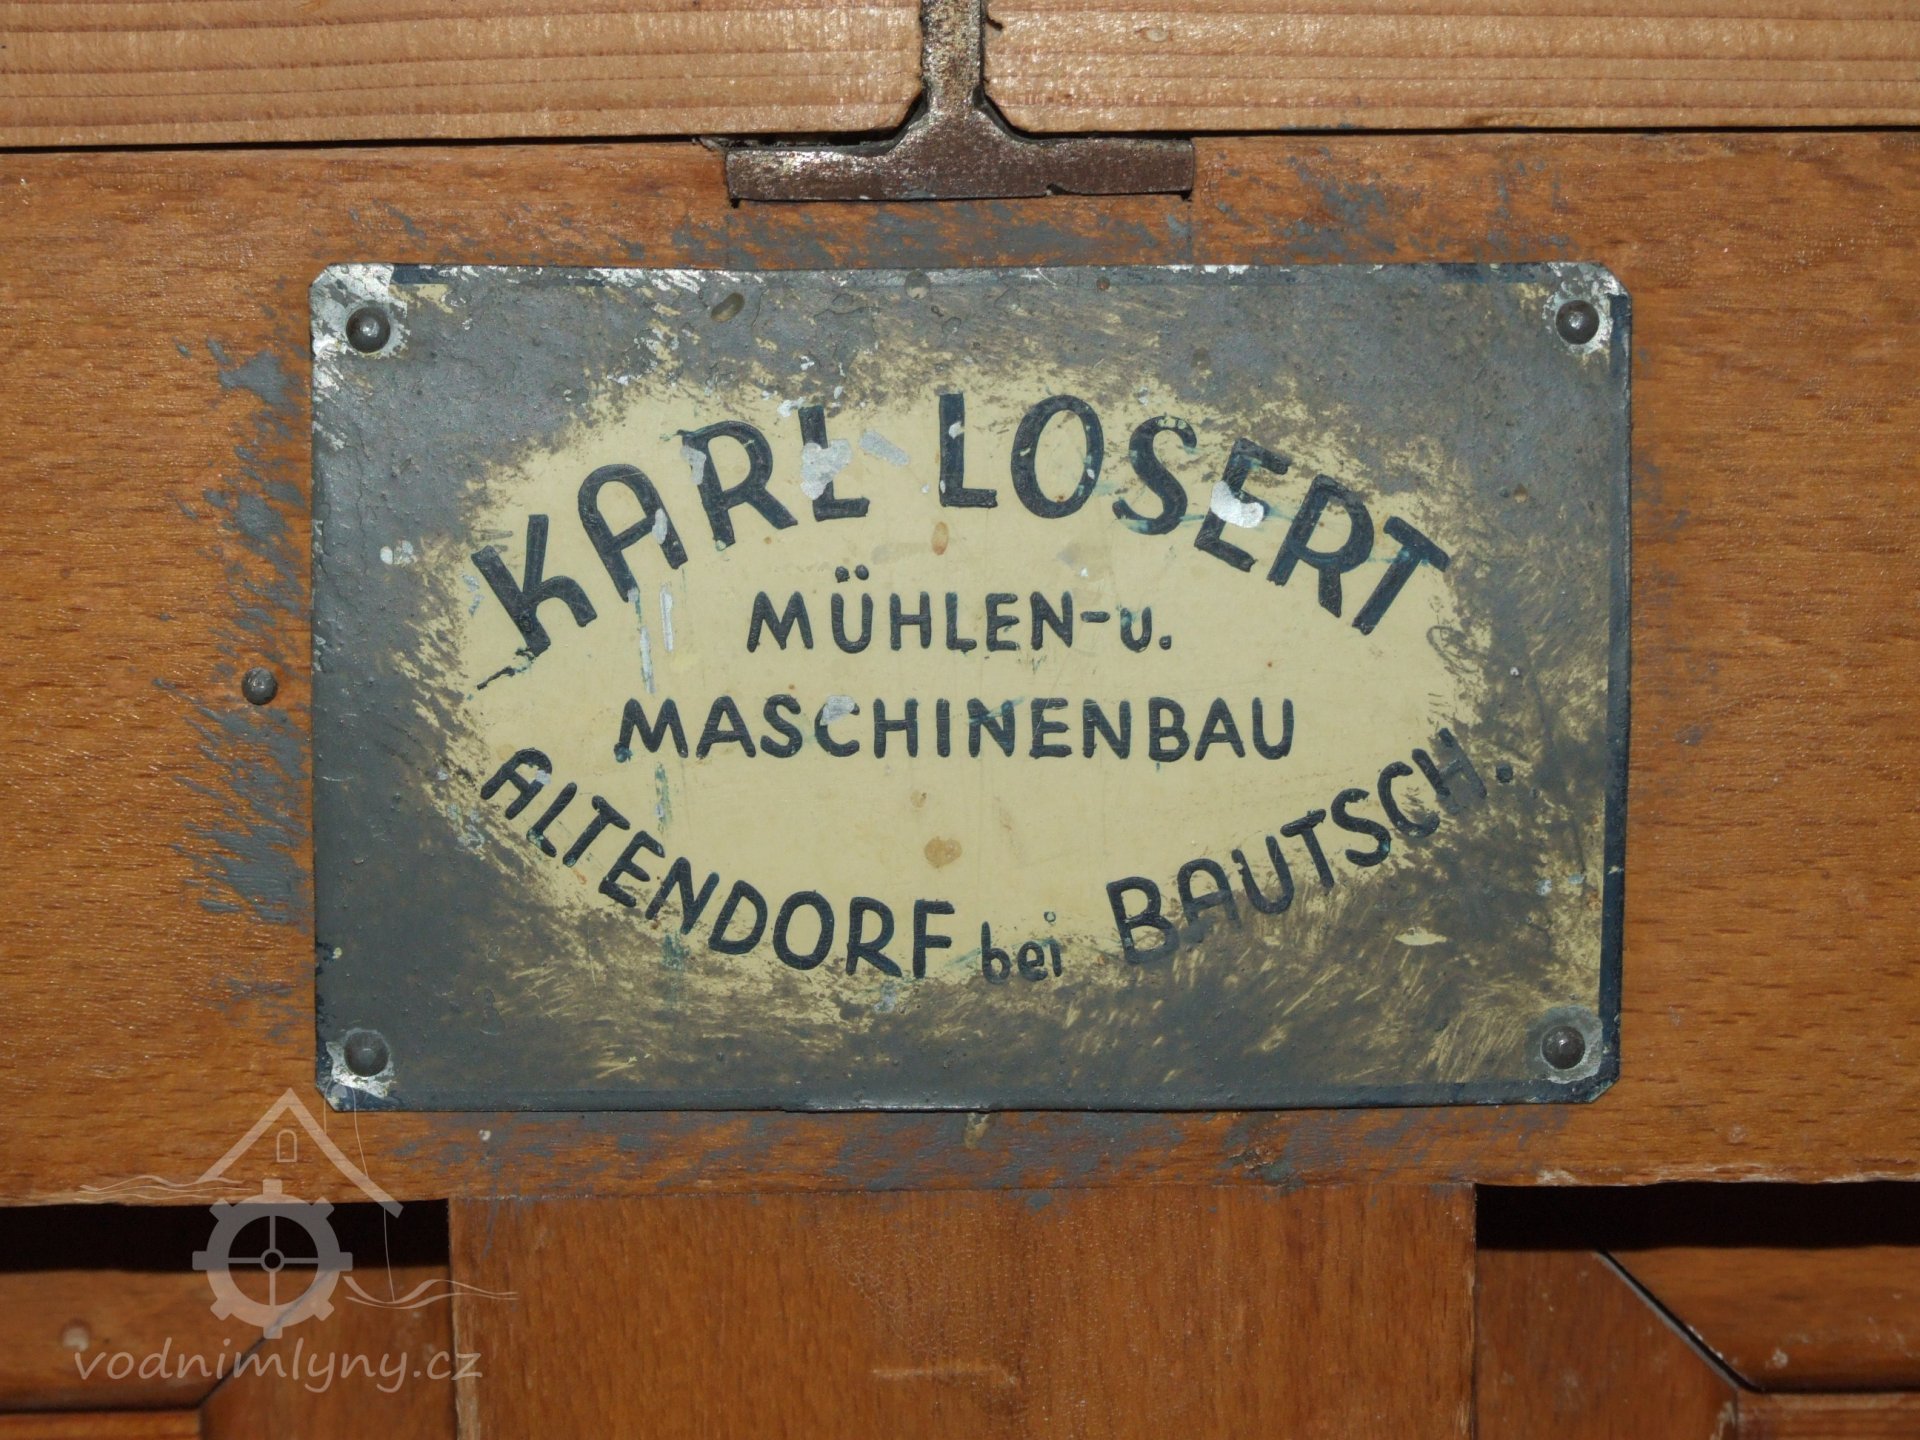 KARL LOSERT
MÜHLEN-u.
MASCHINENBAU
ALTENDORF bei BAUTSCH.
vodnimlyny.cz